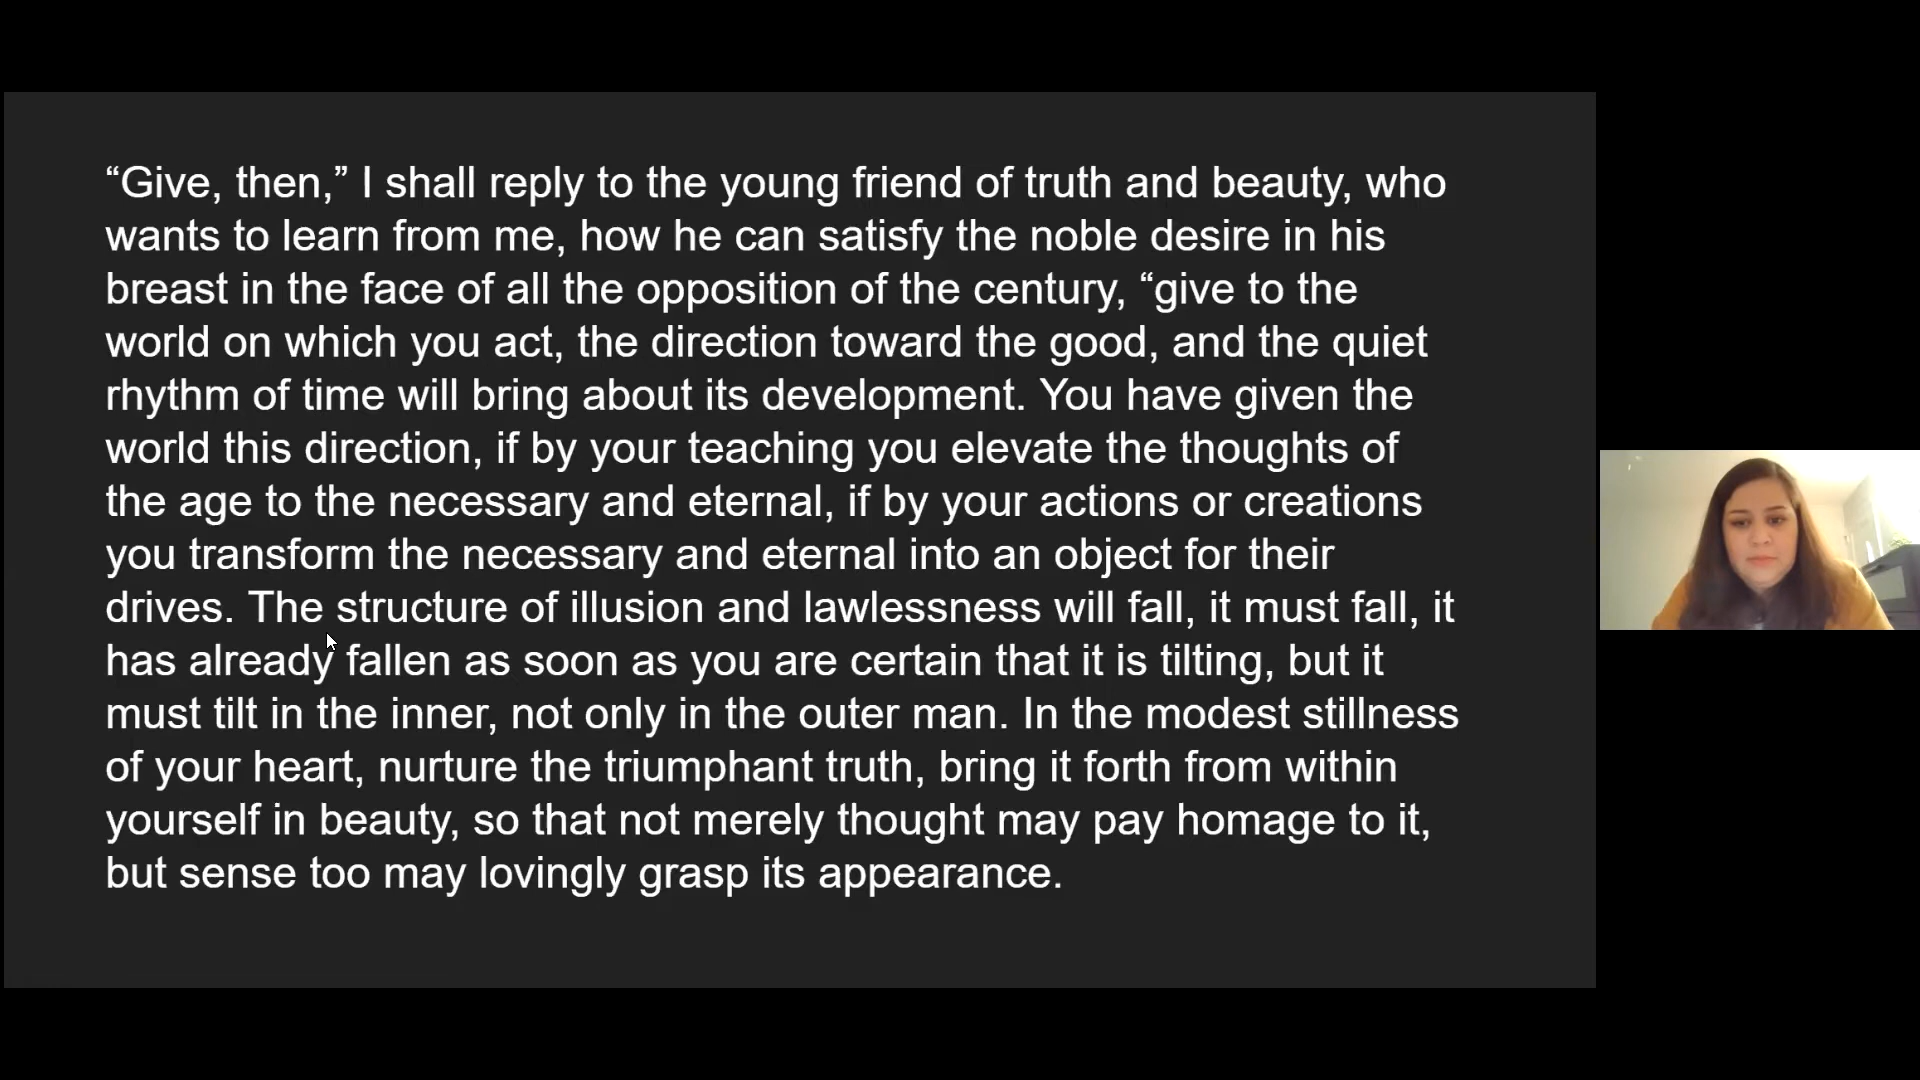 “Give, then,” I shall reply to the young friend of truth and beauty, who
wants to learn from me, how he can satisfy the noble desire in his
breast in the face of all the opposition of the century, “give to the
world on which you act, the direction toward the good, and the quiet
rhythm of time will bring about its development. You have given the
world this direction, if by your teaching you elevate the thoughts of
the age to the necessary and eternal, if by your actions or creations
you transform the necessary and eternal into an object for their
drives. The structure of illusion and lawlessness will fall, it must fall, it
has already fallen as soon as you are certain that it is tilting, but it
must tilt in the inner, not only in the outer man. In the modest stillness
of your heart, nurture the triumphant truth, bring it forth from within
yourself in beauty, so that not merely thought may pay homage to it,
but sense too may lovingly grasp its appearance.